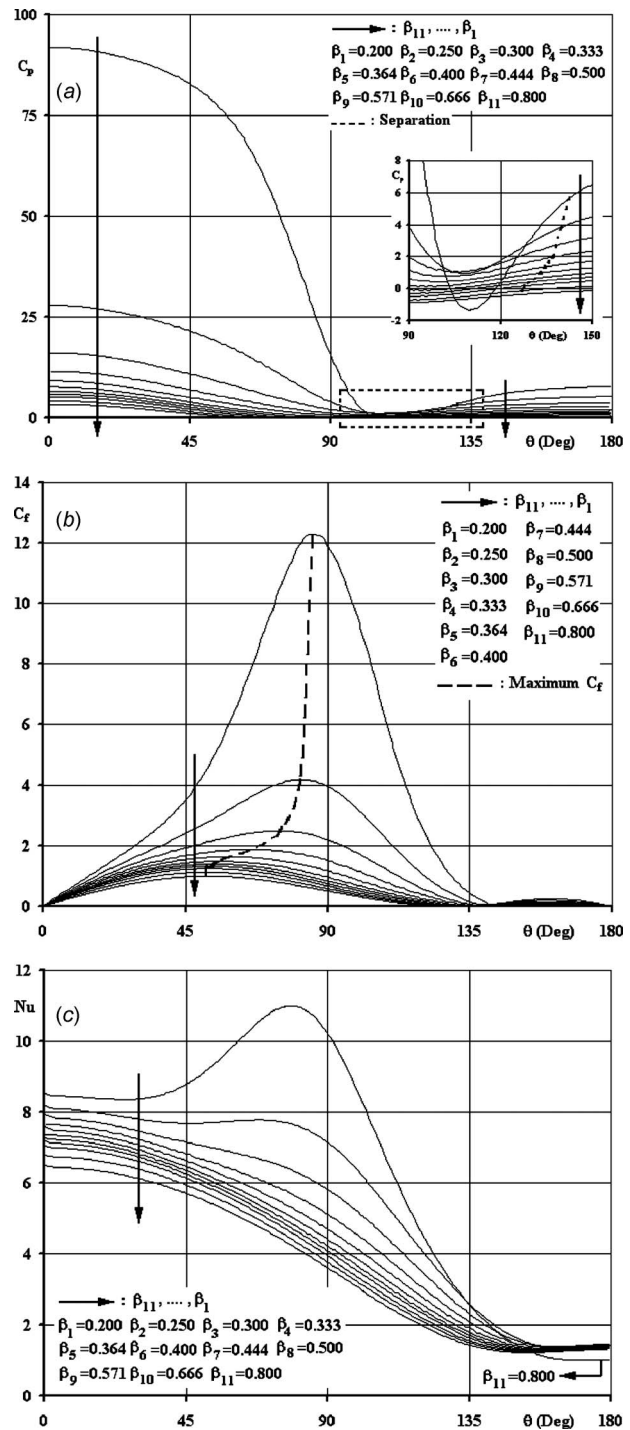 100
Cₚ
(a)
75
50
25
0
: β₁₁, ...., β₁
β₁=0.200 β₂=0.250 β₃=0.300 β₄=0.333
β₅=0.364 β₆=0.400 β₇=0.444 β₈=0.500
β₉=0.571 β₁₀=0.666 β₁₁=0.800
: Separation
8
Cₚ
6
4
2
0
-2
90 120 θ (Deg) 150
0 45 90 135 θ (Deg) 180
14
C_f
(b)
12
10
8
6
4
2
0
: β₁₁, ...., β₁
β₁=0.200 β₇=0.444
β₂=0.250 β₈=0.500
β₃=0.300 β₉=0.571
β₄=0.333 β₁₀=0.666
β₅=0.364 β₁₁=0.800
β₆=0.400
: Maximum C_f
0 45 90 135 θ (Deg) 180
12
Nu
(c)
10
8
6
4
2
0
: β₁₁, ...., β₁
β₁=0.200 β₂=0.250 β₃=0.300 β₄=0.333
β₅=0.364 β₆=0.400 β₇=0.444 β₈=0.500
β₉=0.571 β₁₀=0.666 β₁₁=0.800
β₁₁=0.800
0 45 90 135 θ (Deg) 180